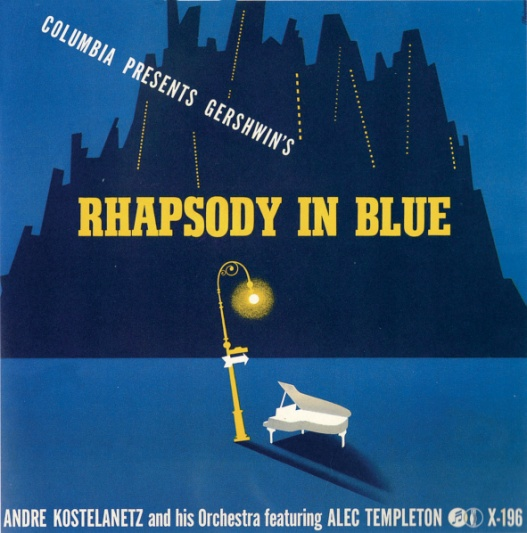 COLUMBIA PRESENTS GERSHWIN'S
RHAPSODY IN BLUE
ANDRE KOSTELANETZ and his Orchestra featuring ALEC TEMPLETON X-196